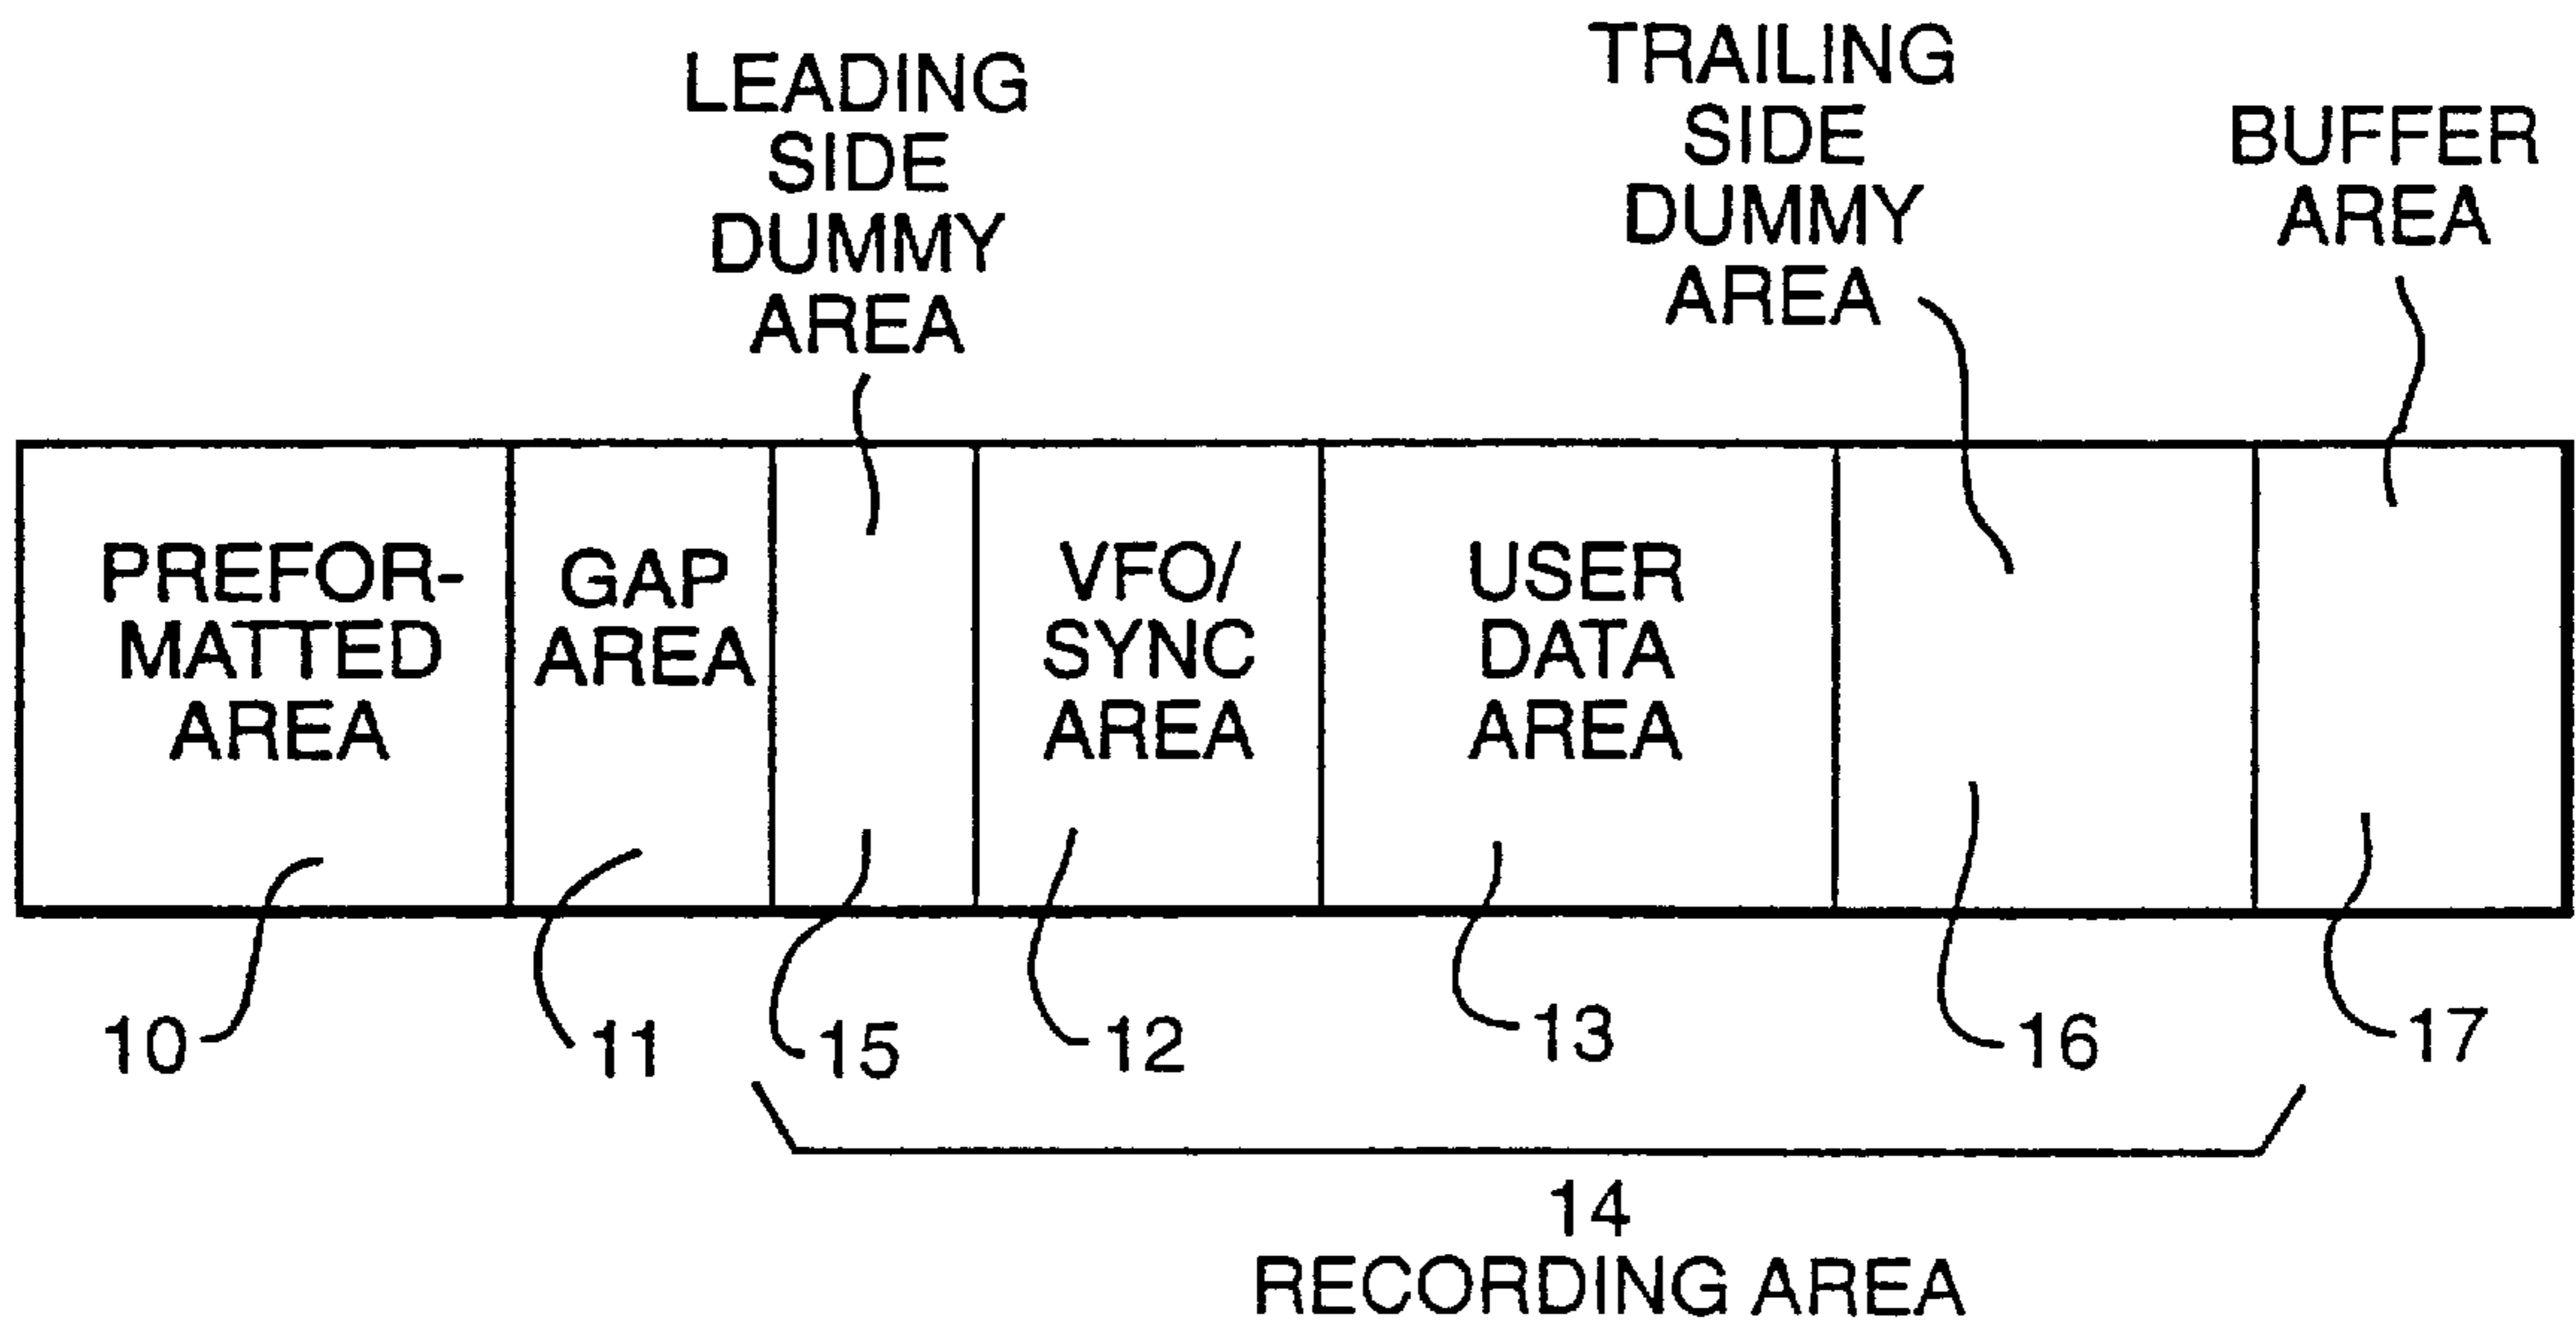 LEADING
SIDE
DUMMY
AREA
TRAILING
SIDE
DUMMY
AREA
BUFFER
AREA
PREFOR-
MATTED
AREA
GAP
AREA
VFO/
SYNC
AREA
USER
DATA
AREA
10
11
15
12
13
16
17
14
RECORDING AREA